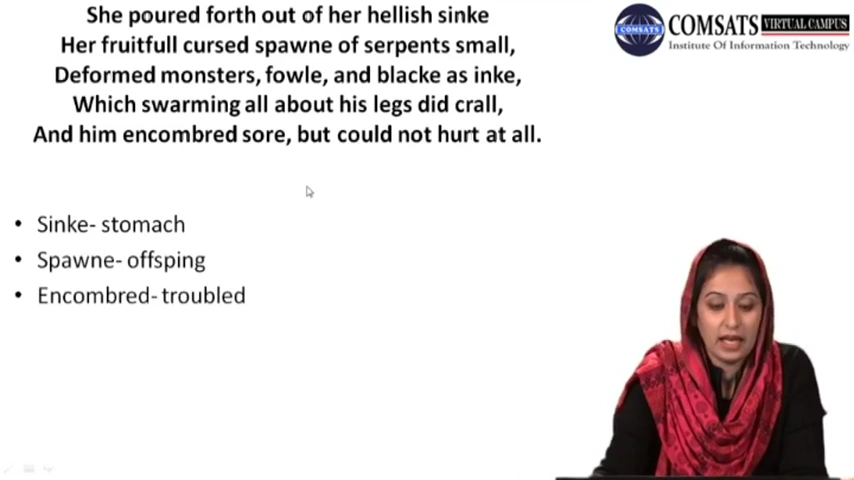 She poured forth out of her hellish sinke
Her fruitfull cursed spawne of serpents small,
Deformed monsters, fowle, and blacke as inke,
Which swarming all about his legs did crall,
And him encombred sore, but could not hurt at all.
COMSATS
COMSATS VIRTUAL CAMPUS
Institute Of Information Technology
• Sinke- stomach
• Spawne- offsping
• Encombred- troubled